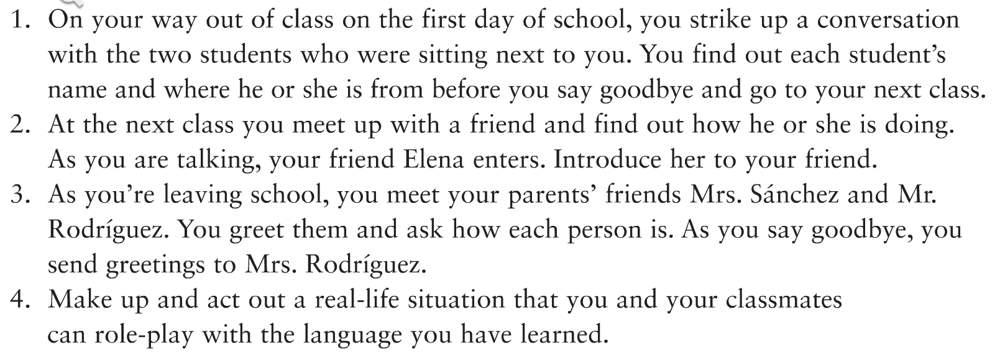 1. On your way out of class on the first day of school, you strike up a conversation
with the two students who were sitting next to you. You find out each student’s
name and where he or she is from before you say goodbye and go to your next class.
2. At the next class you meet up with a friend and find out how he or she is doing.
As you are talking, your friend Elena enters. Introduce her to your friend.
3. As you’re leaving school, you meet your parents’ friends Mrs. Sánchez and Mr.
Rodríguez. You greet them and ask how each person is. As you say goodbye, you
send greetings to Mrs. Rodríguez.
4. Make up and act out a real-life situation that you and your classmates
can role-play with the language you have learned.